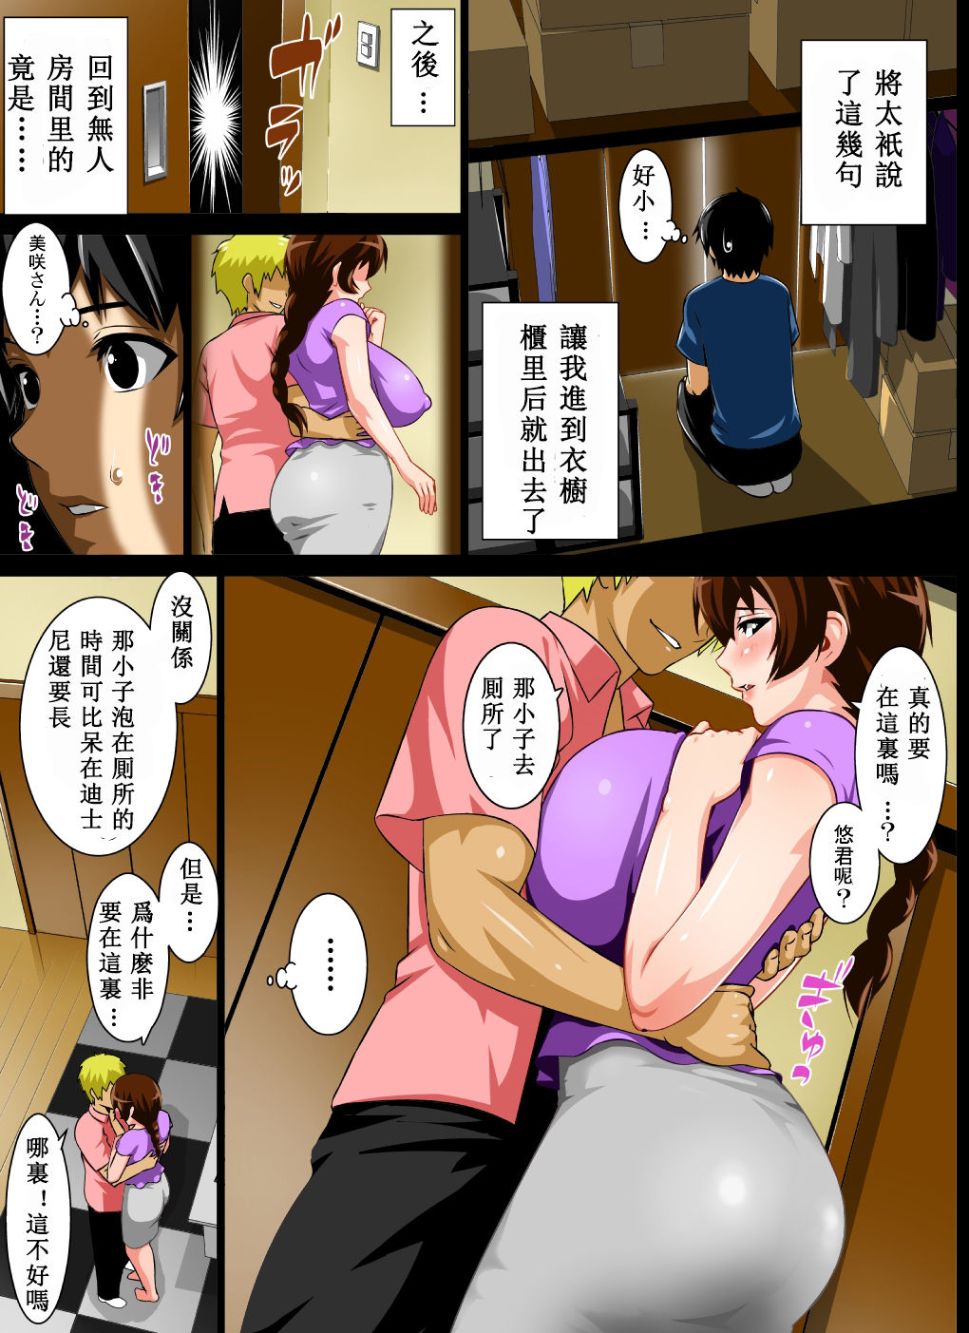 將太衹說
了這幾句
好小…
讓我進到衣櫥
櫃里后就出去了
之後…
ガラッ
回到無人
房間里的
竟是……
美咲さん…?
どきどき
真的要
在這裏嗎…?
悠君呢?
那小子去
厠所了
ぎゅっ
……
沒關係
那小子泡在厠所的
時間可比呆在迪士
尼還要長
但是…
爲什麽非
要在這裏…
哪裏!這不好嗎